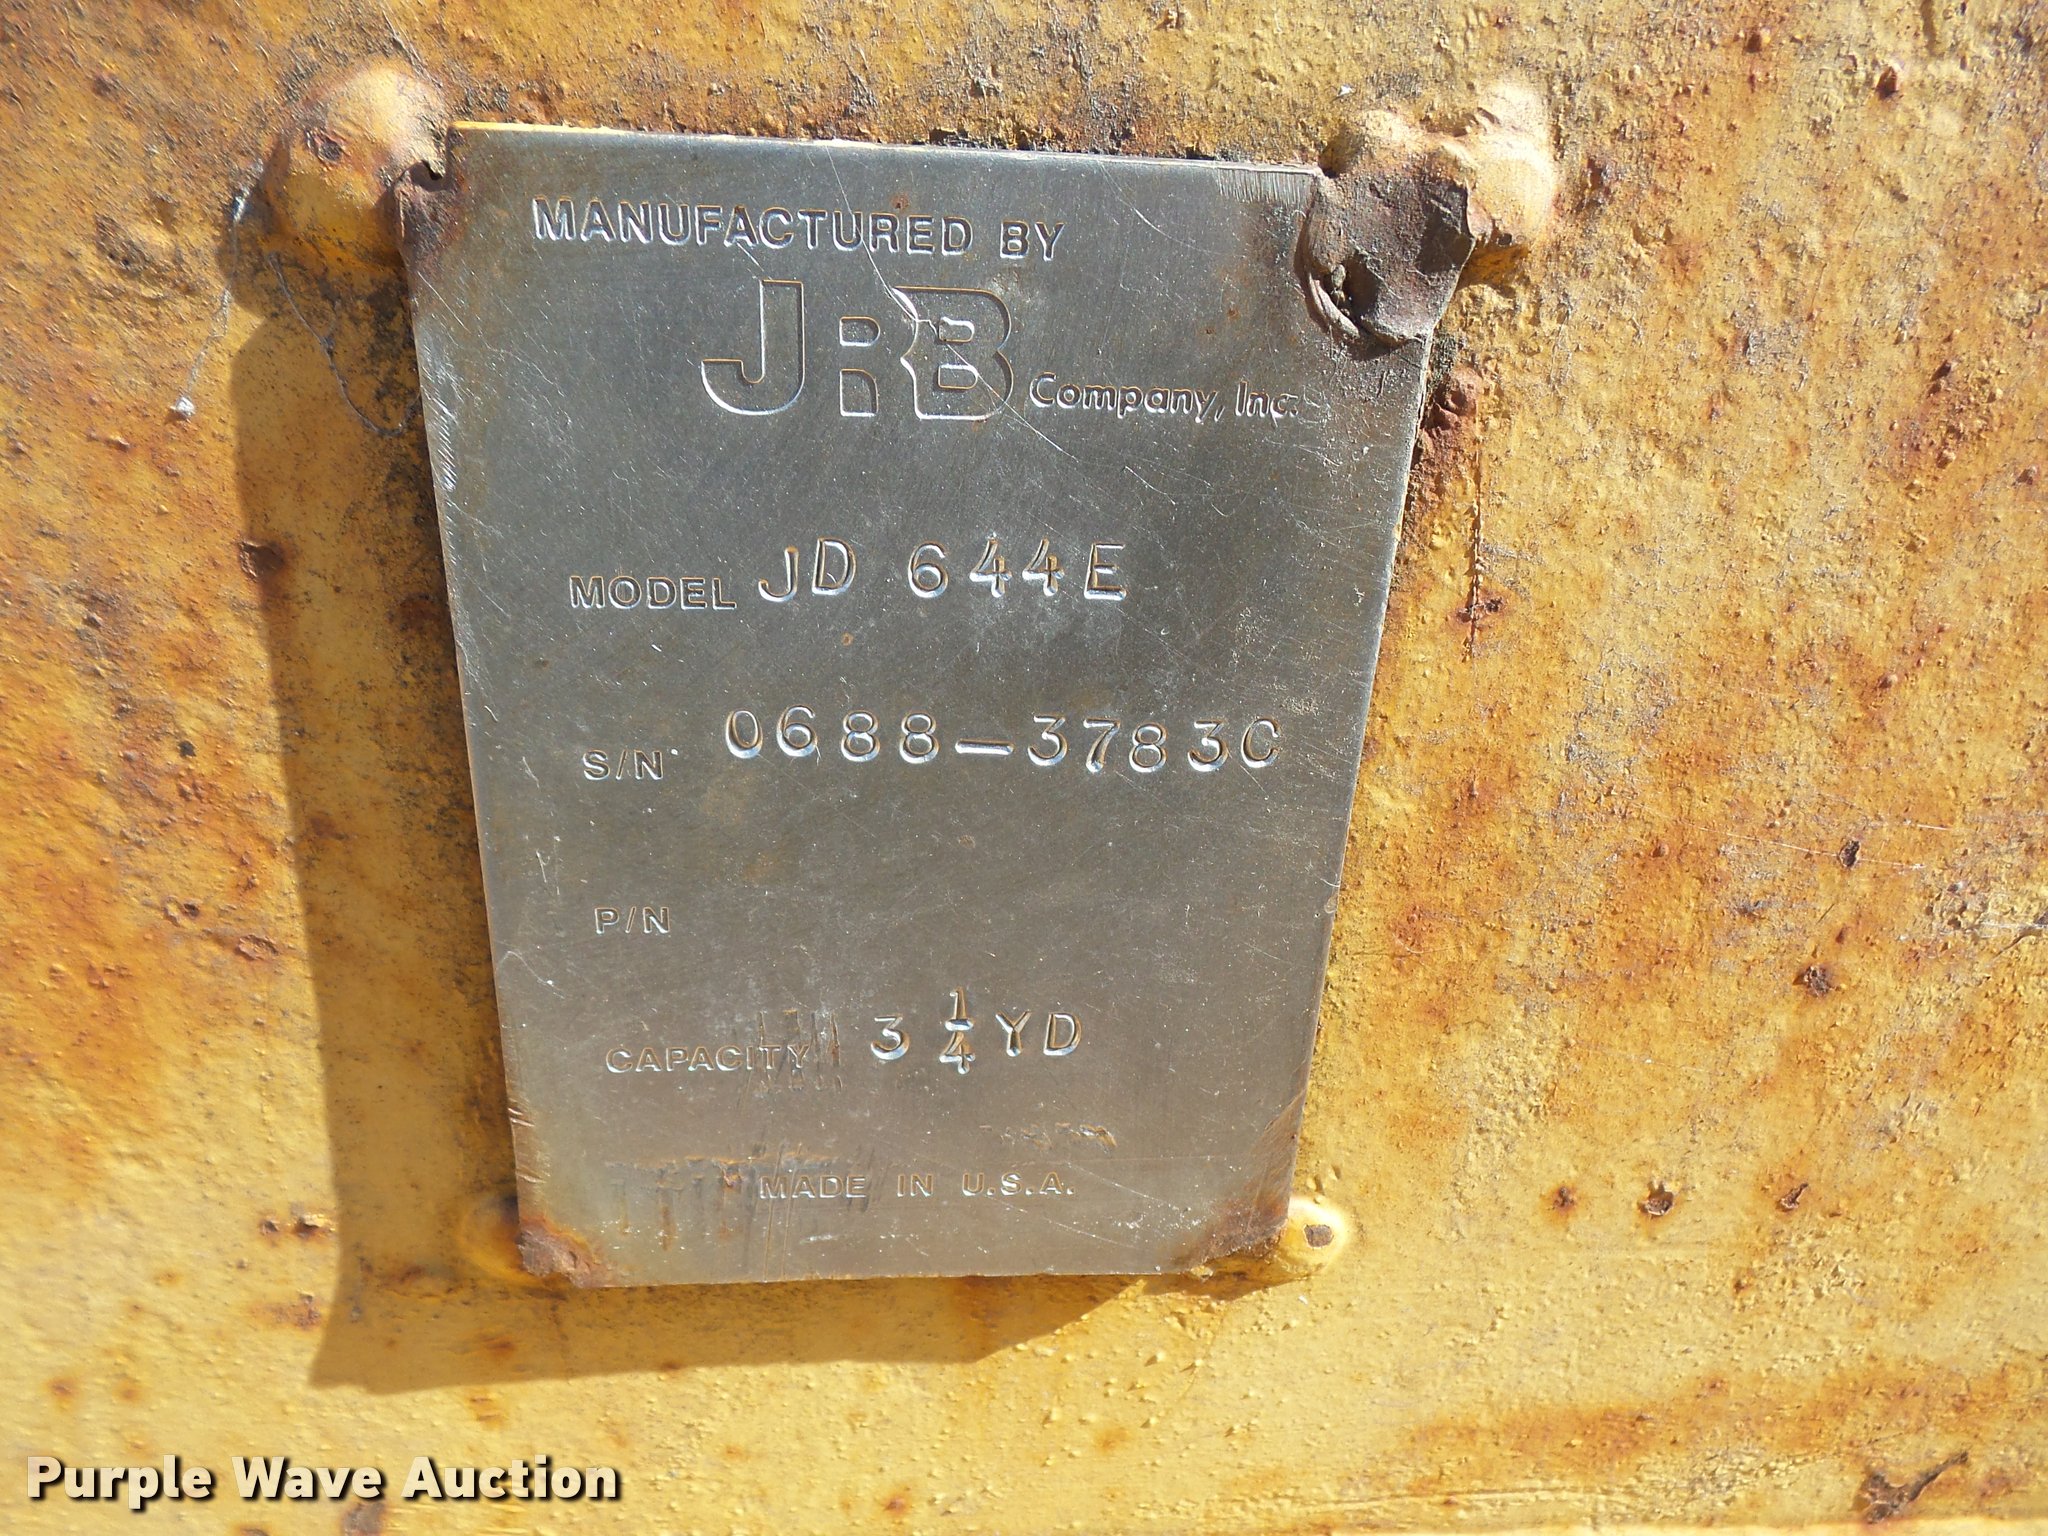 MANUFACTURED BY
JRB Company, Inc.
MODEL JD 644E
S/N 0688-3783C
P/N
CAPACITY 3 1/4 YD
MADE IN U.S.A.
Purple Wave Auction